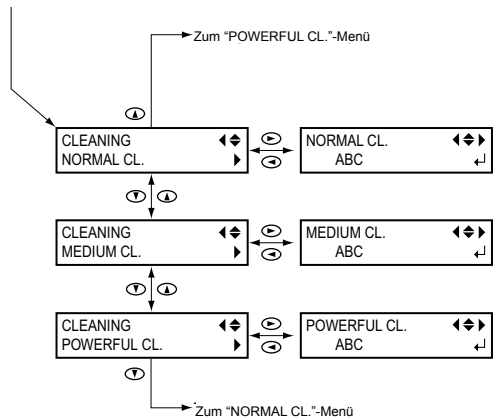 Zum “POWERFUL CL.”-Menü
CLEANING
NORMAL CL.
NORMAL CL.
ABC
CLEANING
MEDIUM CL.
MEDIUM CL.
ABC
CLEANING
POWERFUL CL.
POWERFUL CL.
ABC
Zum “NORMAL CL.”-Menü